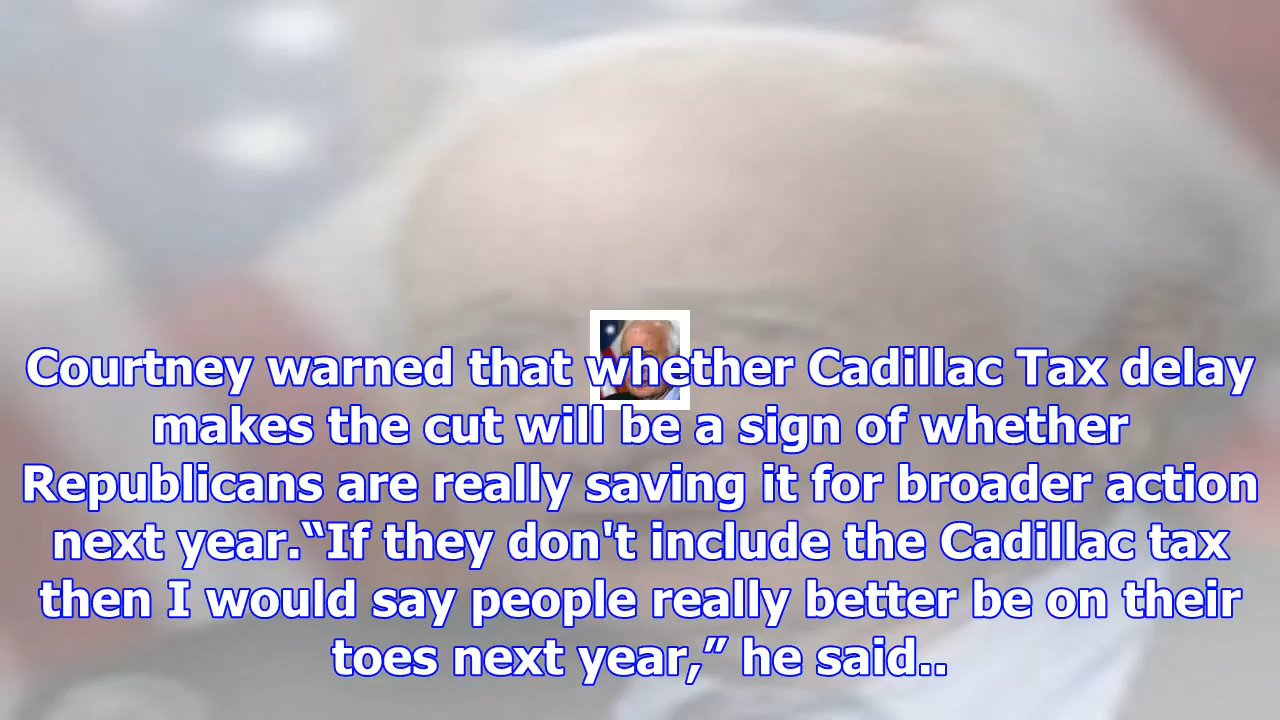 Courtney warned that whether Cadillac Tax delay
makes the cut will be a sign of whether
Republicans are really saving it for broader action
next year.“If they don't include the Cadillac tax
then I would say people really better be on their
toes next year,” he said..